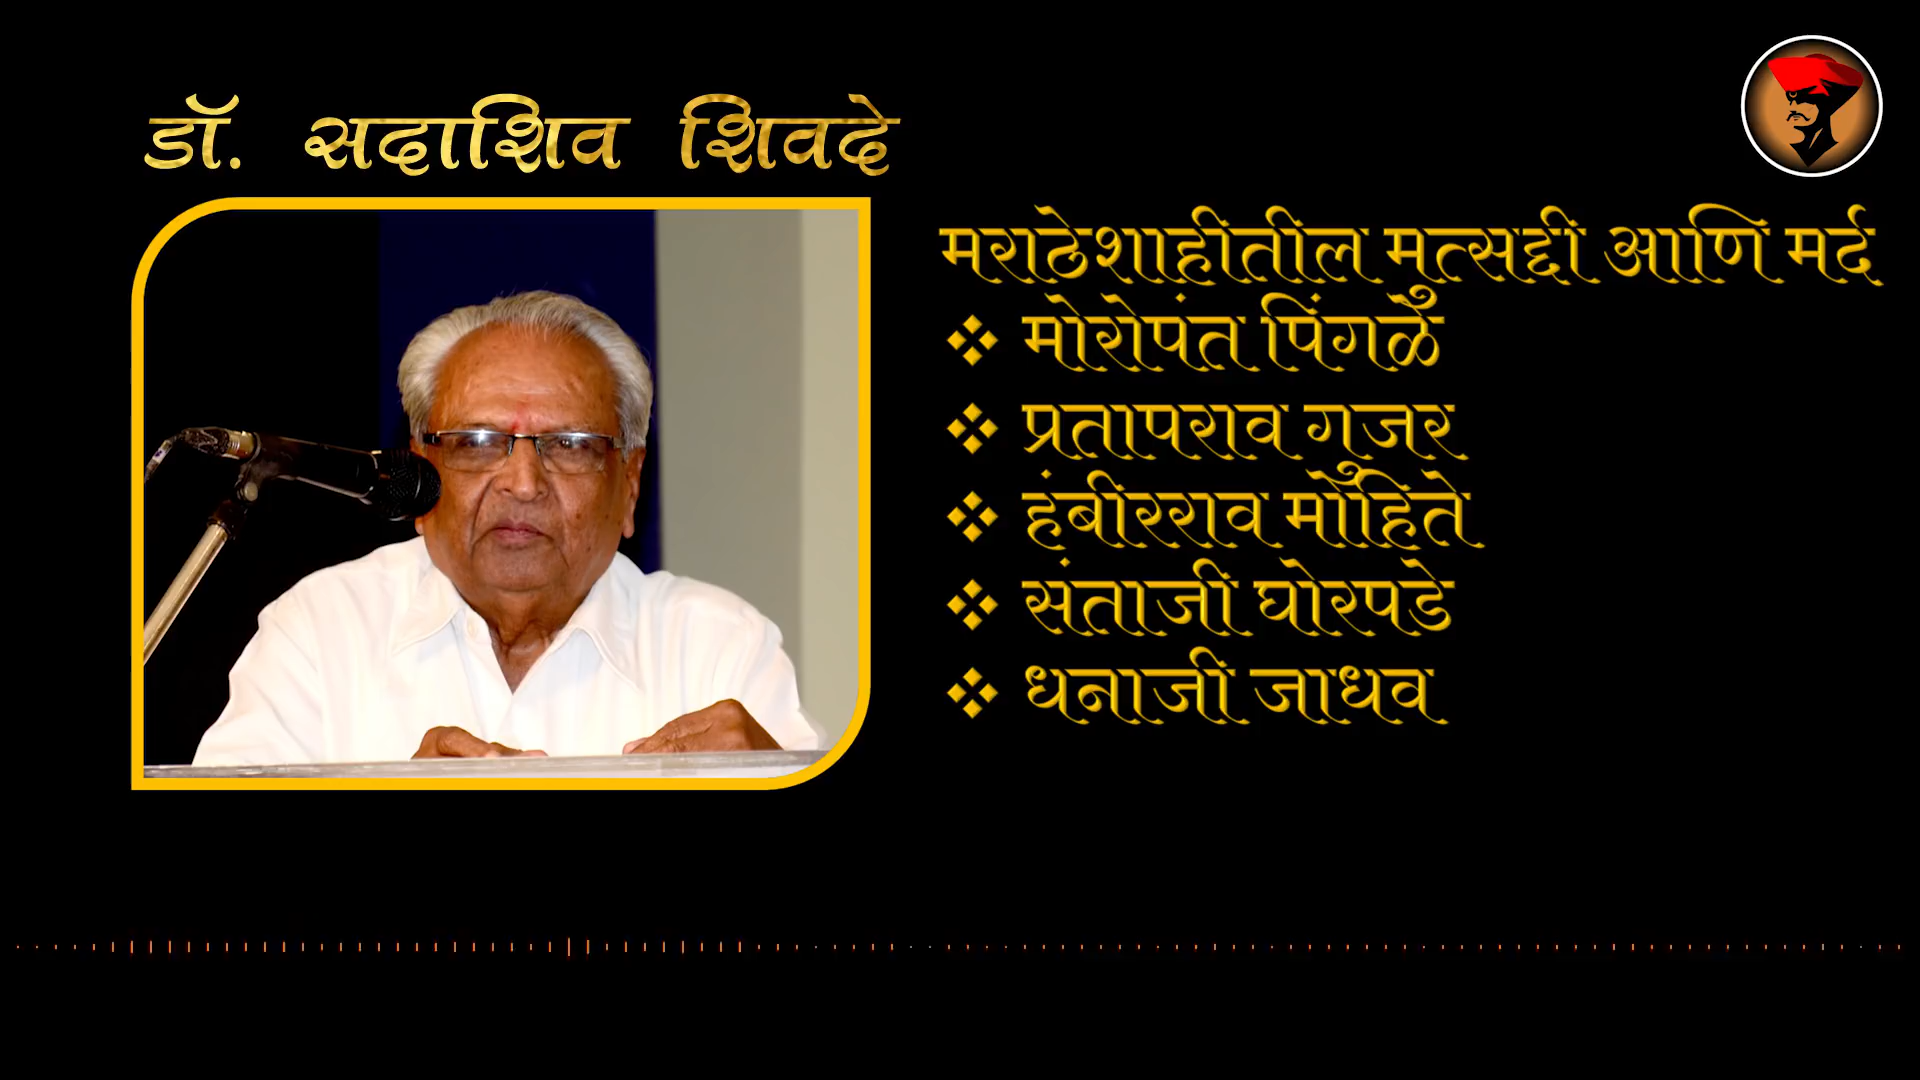 डॉ. सदाशिव शिवदे
मराठेशाहीतील मुत्सद्दी आणि मर्द
❖ मोरोपंत पिंगळे
❖ प्रतापराव गुजर
❖ हंबीरराव मोहिते
❖ संताजी घोरपडे
❖ धनाजी जाधव